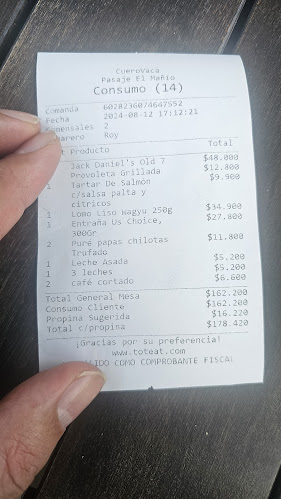 CueroVaca
Pasaje El Mañio
Consumo (14)
Comanda 6028236074647552
Fecha 2024-08-12 17:12:21
Comensales 2
Camarero Roy
t Producto Total
Jack Daniel's Old 7 $48.000
Provoleta Grillada $12.800
1 Tartar De Salmón $9.900
c/salsa palta y
cítricos
1 Lomo Liso Wagyu 250g $34.900
1 Entraña Us Choice, $27.800
300Gr
2 Puré papas chilotas $11.800
Trufado
1 Leche Asada $5.200
1 3 leches $5.200
2 café cortado $6.600
Total General Mesa $162.200
Consumo Cliente $162.200
Propina Sugerida $16.220
Total c/propina $178.420
¡Gracias por su preferencia!
www.toteat.com
LIDO COMO COMPROBANTE FISCAL